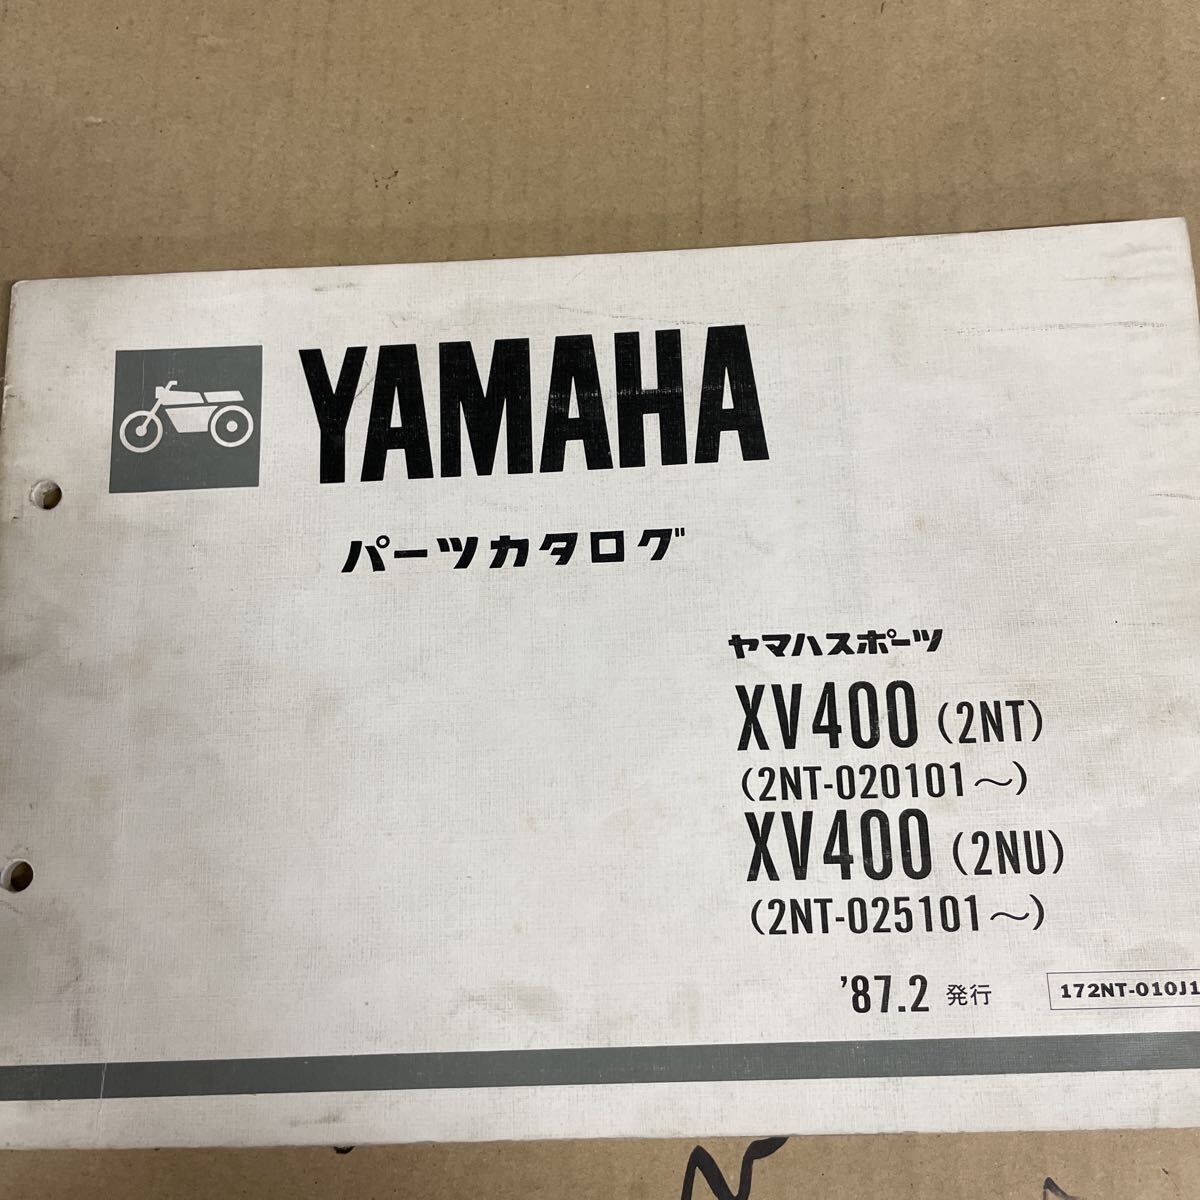 YAMAHA
パーツカタログ
ヤマハスポーツ
XV400 (2NT)
(2NT-020101～)
XV400 (2NU)
(2NT-025101～)
'87.2 発行
172NT-010J1